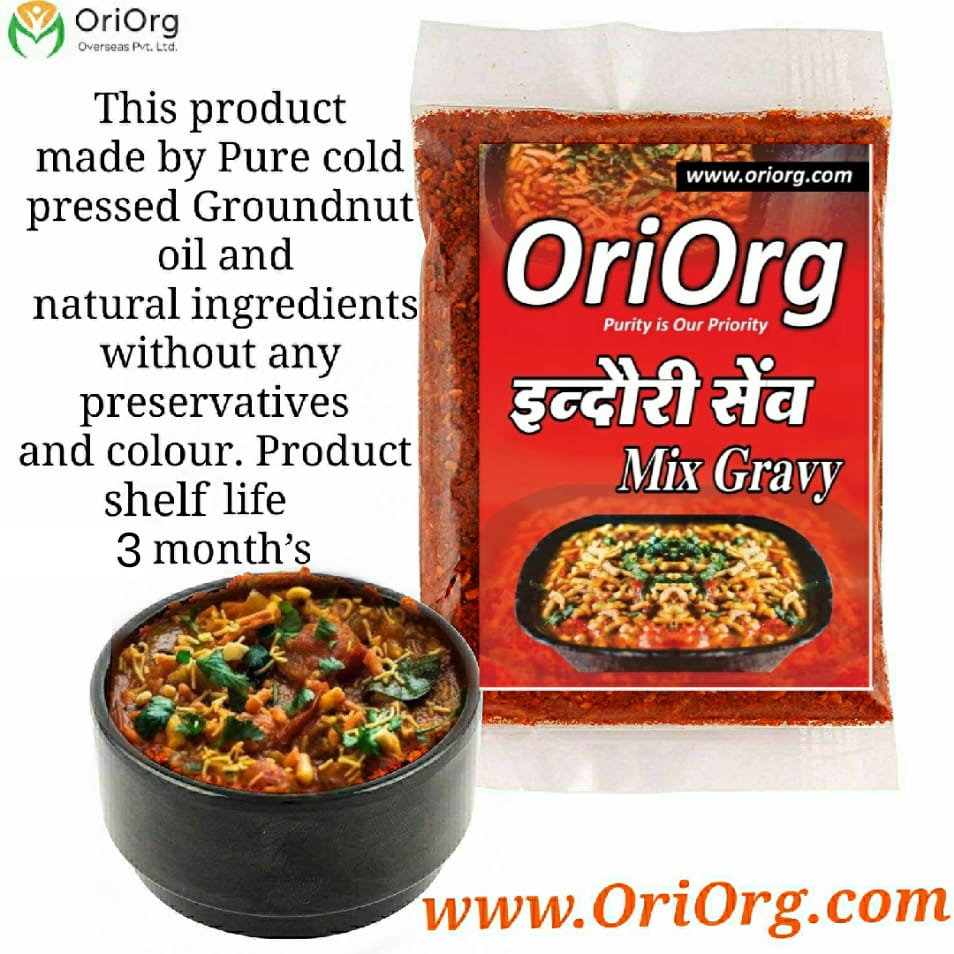 OriOrg
Overseas Pvt. Ltd.
This product
made by Pure cold
pressed Groundnut
oil and
natural ingredients
without any
preservatives
and colour. Product
shelf life
3 month’s
www.oriorg.com
OriOrg
Purity is Our Priority
इन्दौरी सेंव
Mix Gravy
www.OriOrg.com